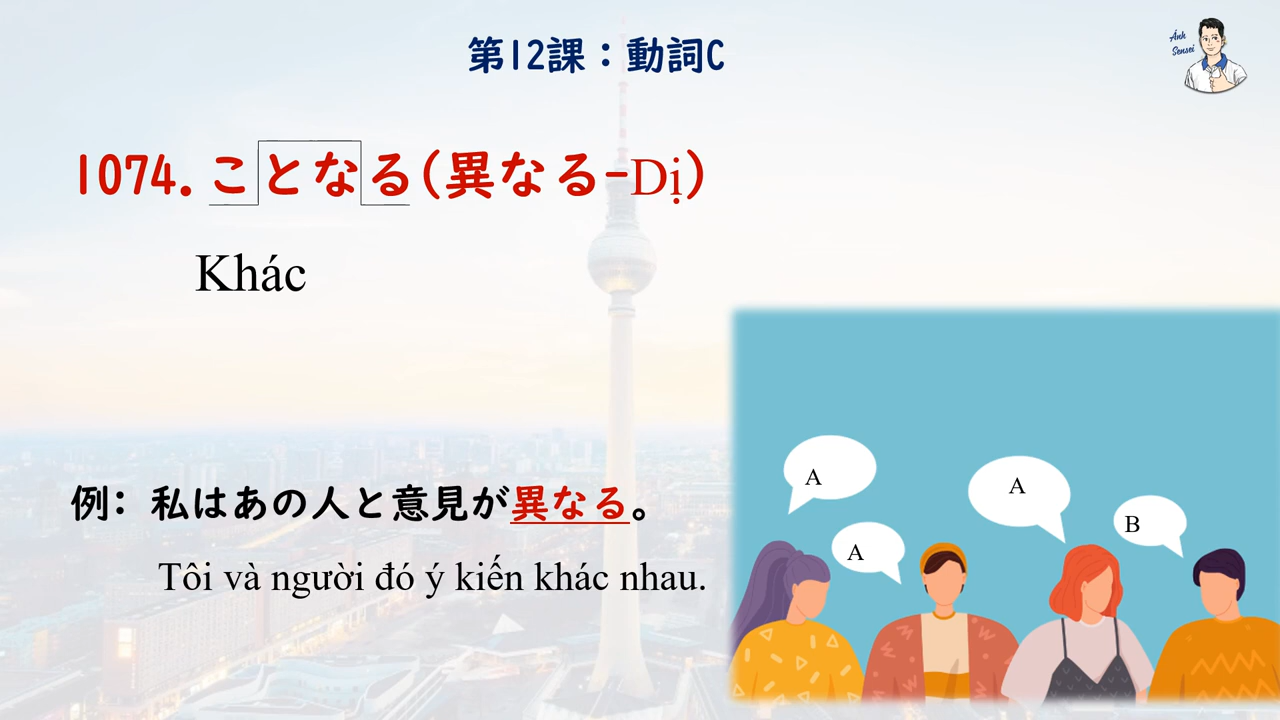 第12課：動詞C
Ánh
Sensei
1074.ことなる(異なる-Dị)
Khác
例：私はあの人と意見が異なる。
Tôi và người đó ý kiến khác nhau.
A
A
A
B